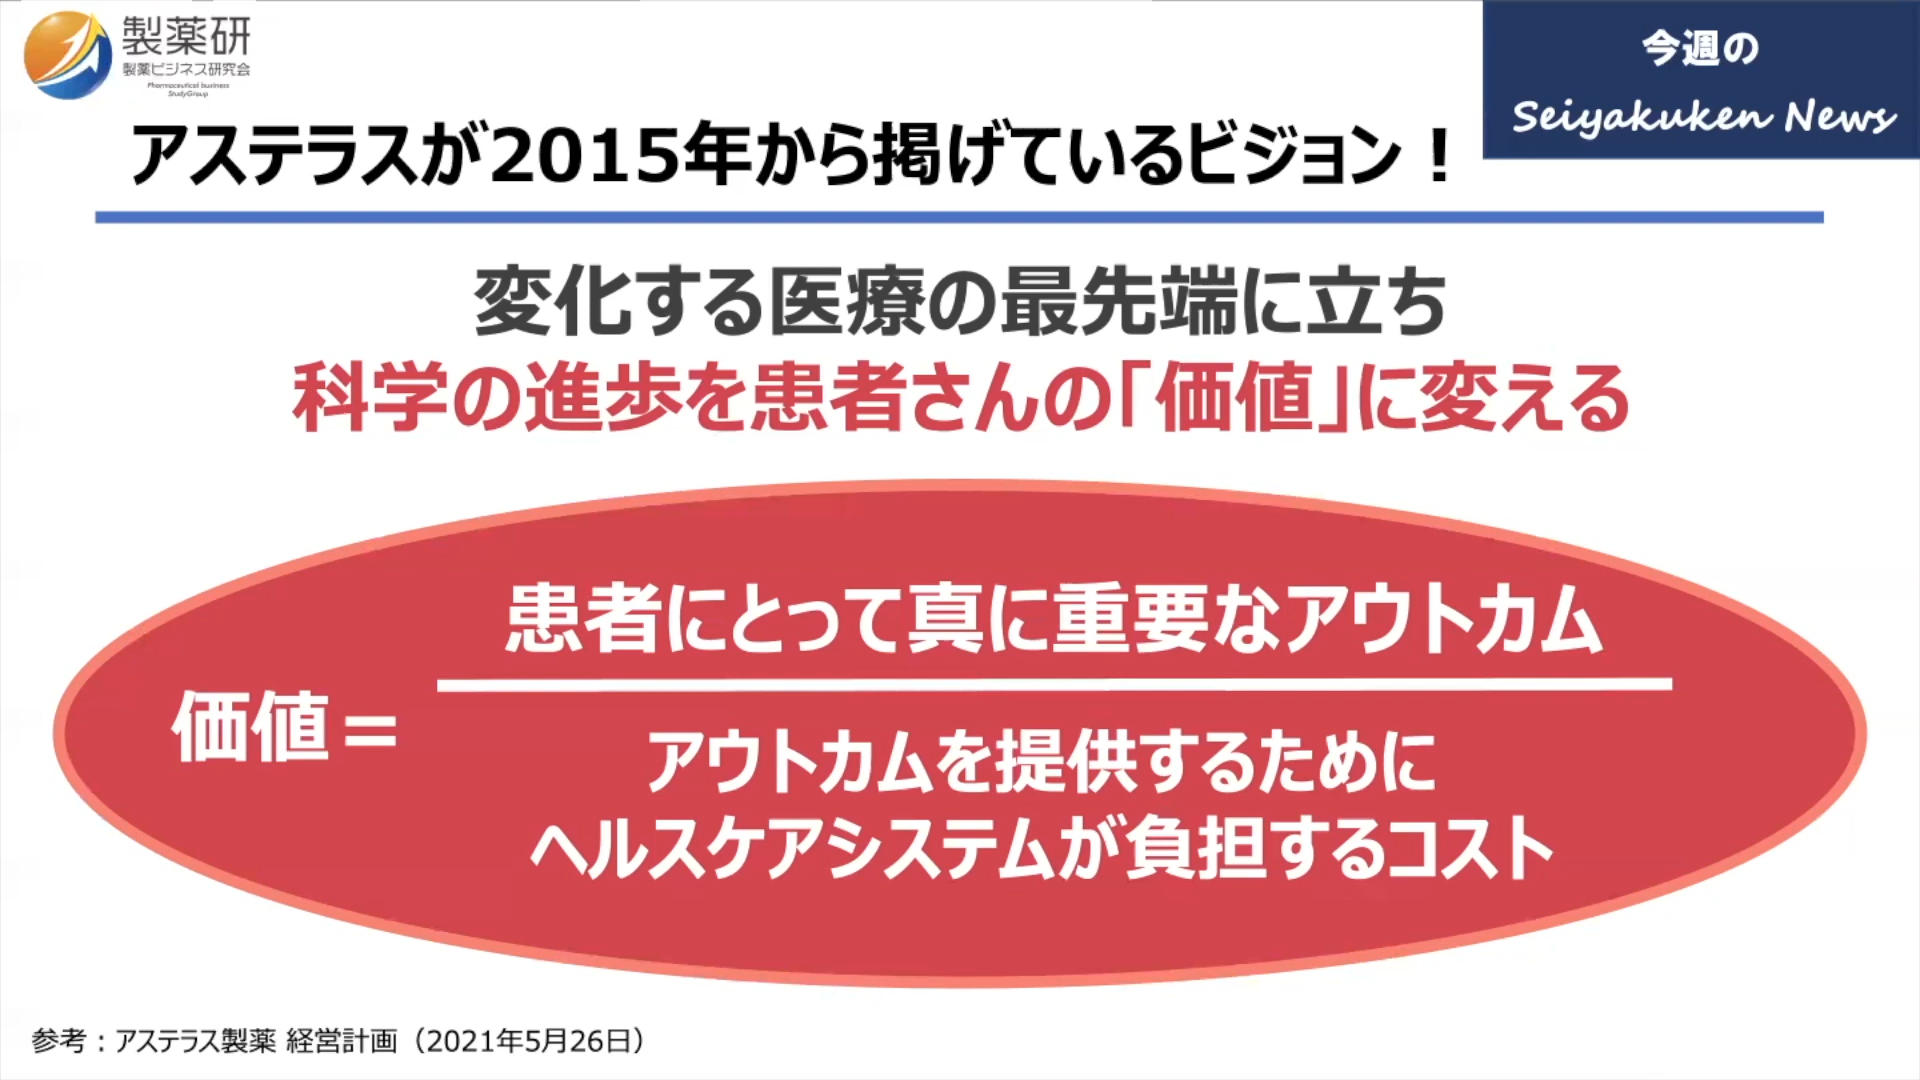 製薬研
製薬ビジネス研究会
Pharmaceutical business
StudyGroup
今週の
Seiyakuken News
アステラスが2015年から掲げているビジョン！
変化する医療の最先端に立ち
科学の進歩を患者さんの「価値」に変える
患者にとって真に重要なアウトカム
価値＝
アウトカムを提供するために
ヘルスケアシステムが負担するコスト
参考：アステラス製薬 経営計画（2021年5月26日）